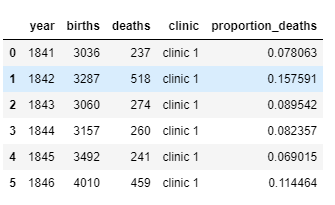 year births deaths clinic proportion_deaths
0 1841 3036 237 clinic 1 0.078063
1 1842 3287 518 clinic 1 0.157591
2 1843 3060 274 clinic 1 0.089542
3 1844 3157 260 clinic 1 0.082357
4 1845 3492 241 clinic 1 0.069015
5 1846 4010 459 clinic 1 0.114464